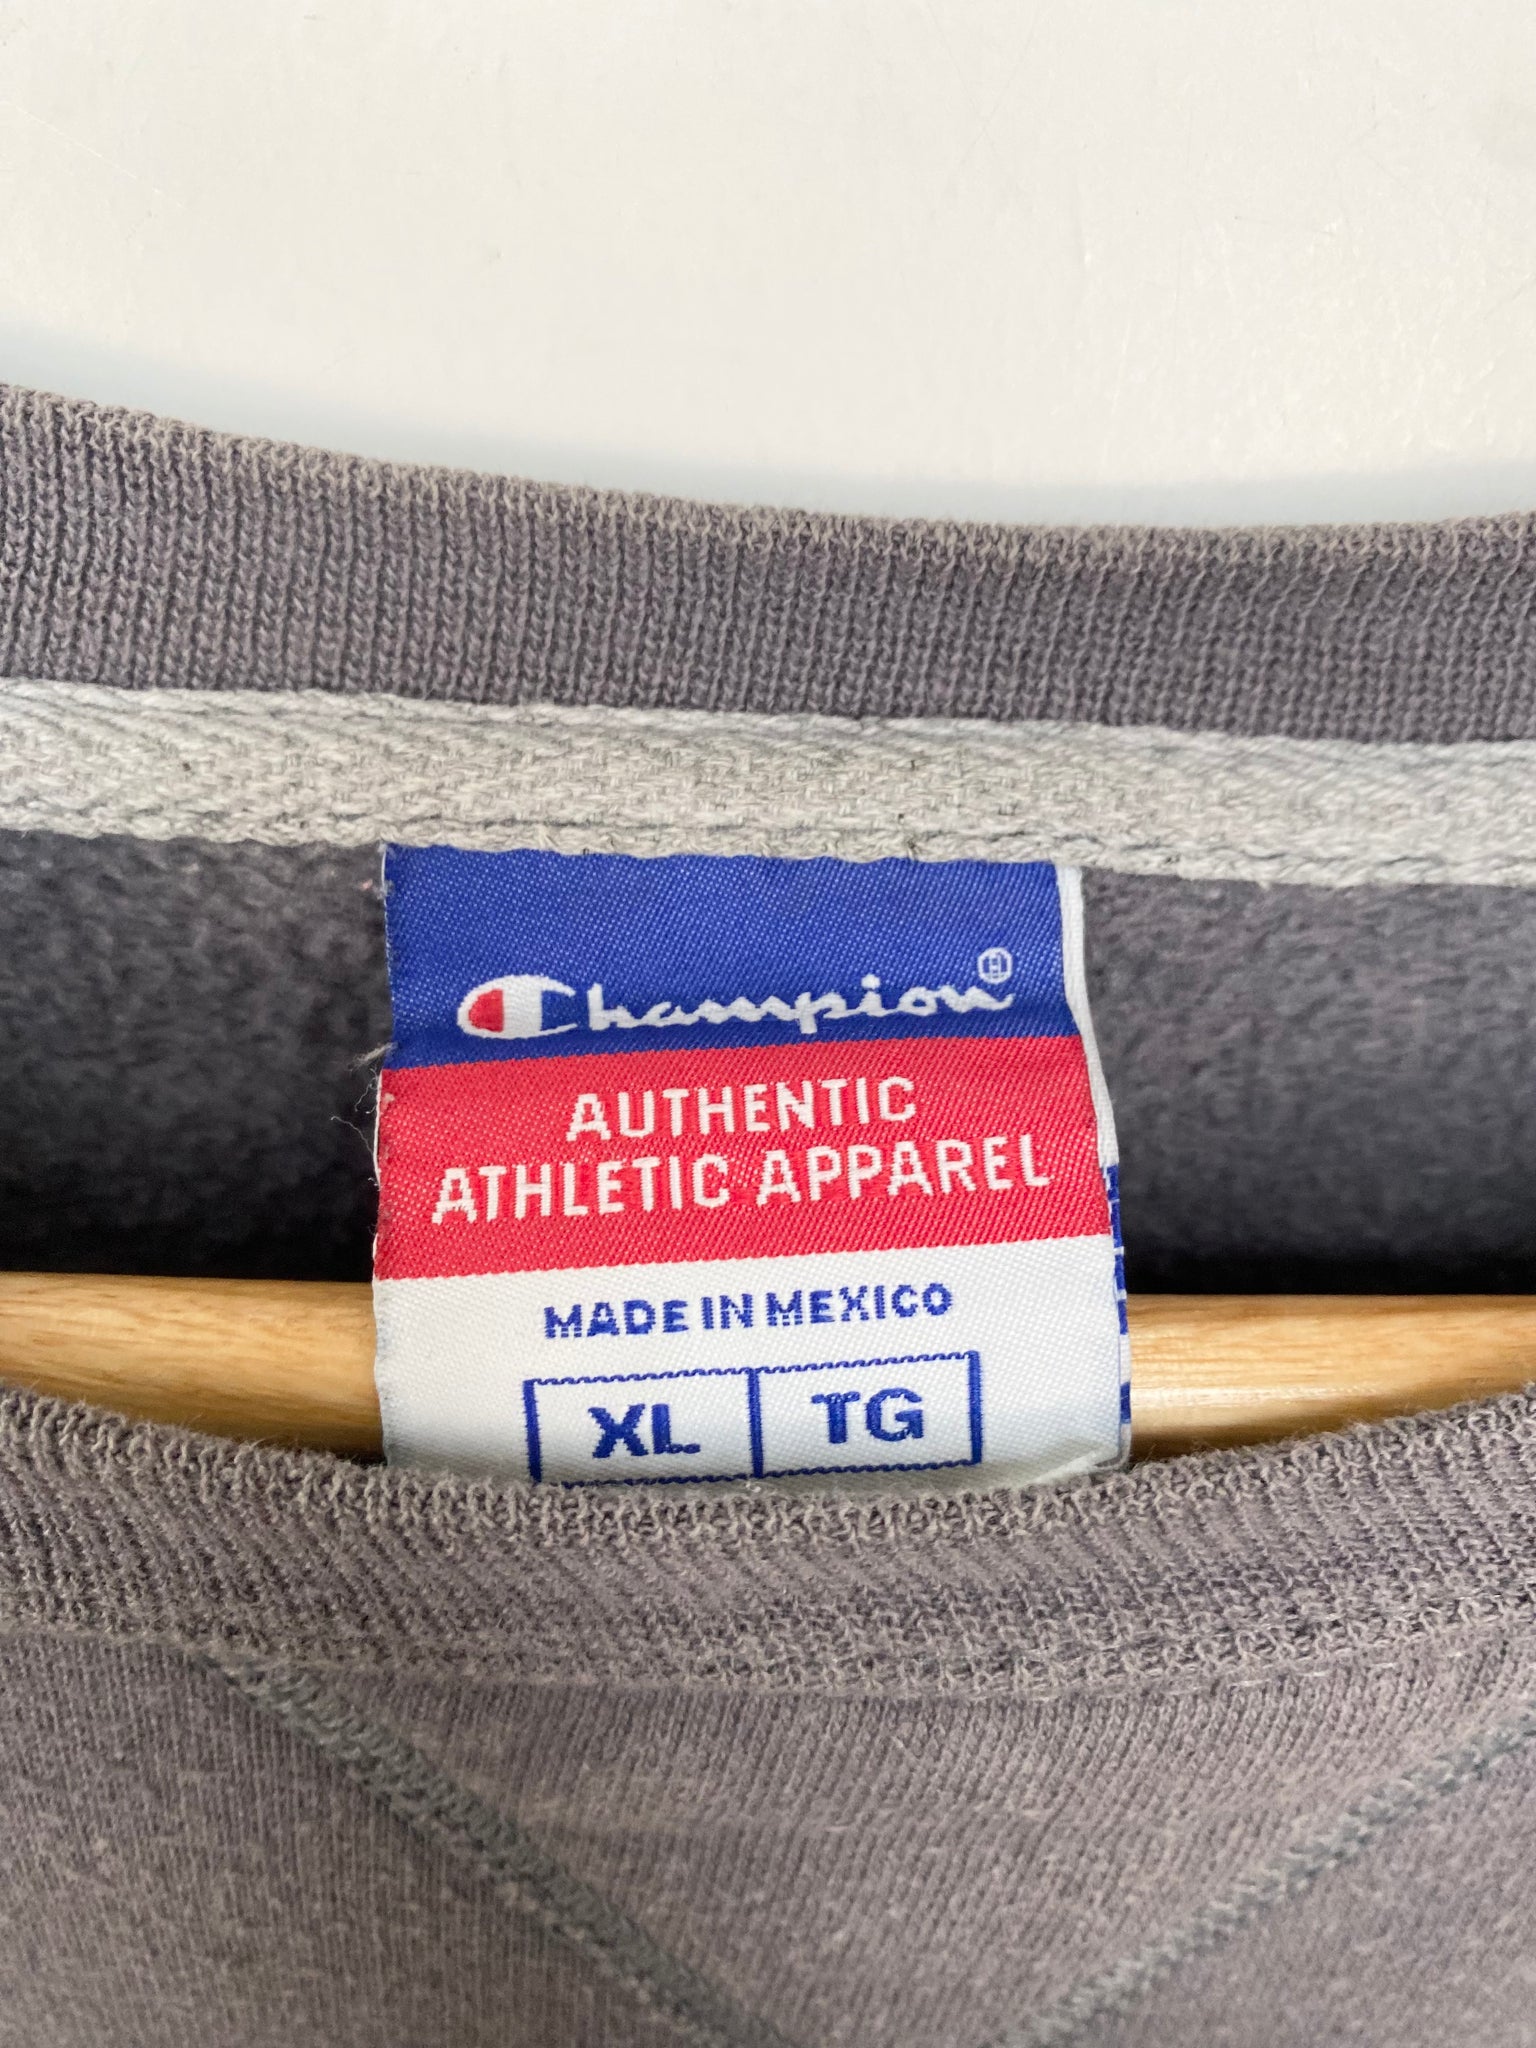 Champion®
AUTHENTIC
ATHLETIC APPAREL
MADE IN MEXICO
XL TG